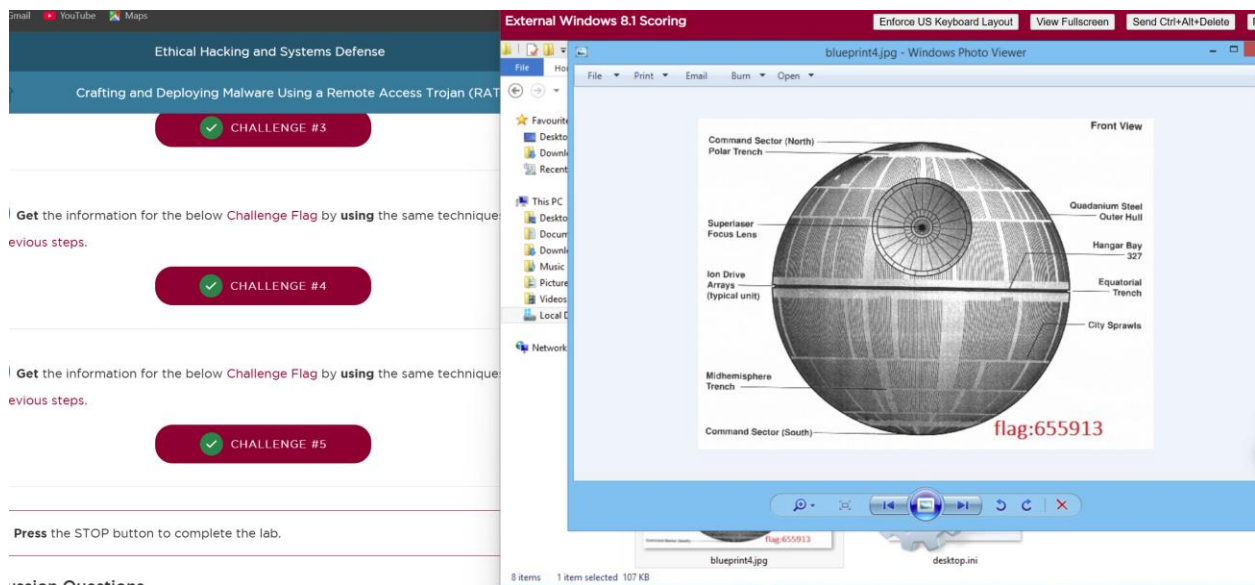 Gmail YouTube Maps
Ethical Hacking and Systems Defense
Crafting and Deploying Malware Using a Remote Access Trojan (RAT
CHALLENGE #3
Get the information for the below Challenge Flag by using the same technique
evious steps.
CHALLENGE #4
Get the information for the below Challenge Flag by using the same technique
evious steps.
CHALLENGE #5
Press the STOP button to complete the lab.
External Windows 8.1 Scoring
Enforce US Keyboard Layout View Fullscreen Send Ctrl+Alt+Delete
blueprint4.jpg - Windows Photo Viewer
File Ho
File Print Email Burn Open
Favourite
Deskto
Downl
Recent
This PC
Deskto
Docum
Downl
Music
Picture
Videos
Local D
Network
Front View
Command Sector (North)
Polar Trench
Superlaser
Focus Lens
Ion Drive
Arrays
(typical unit)
Midhemisphere
Trench
Command Sector (South)
Quadanium Steel
Outer Hull
Hangar Bay
327
Equatorial
Trench
City Sprawls
flag:655913
flag:655913
blueprint4.jpg desktop.ini
8 items 1 item selected 107 KB